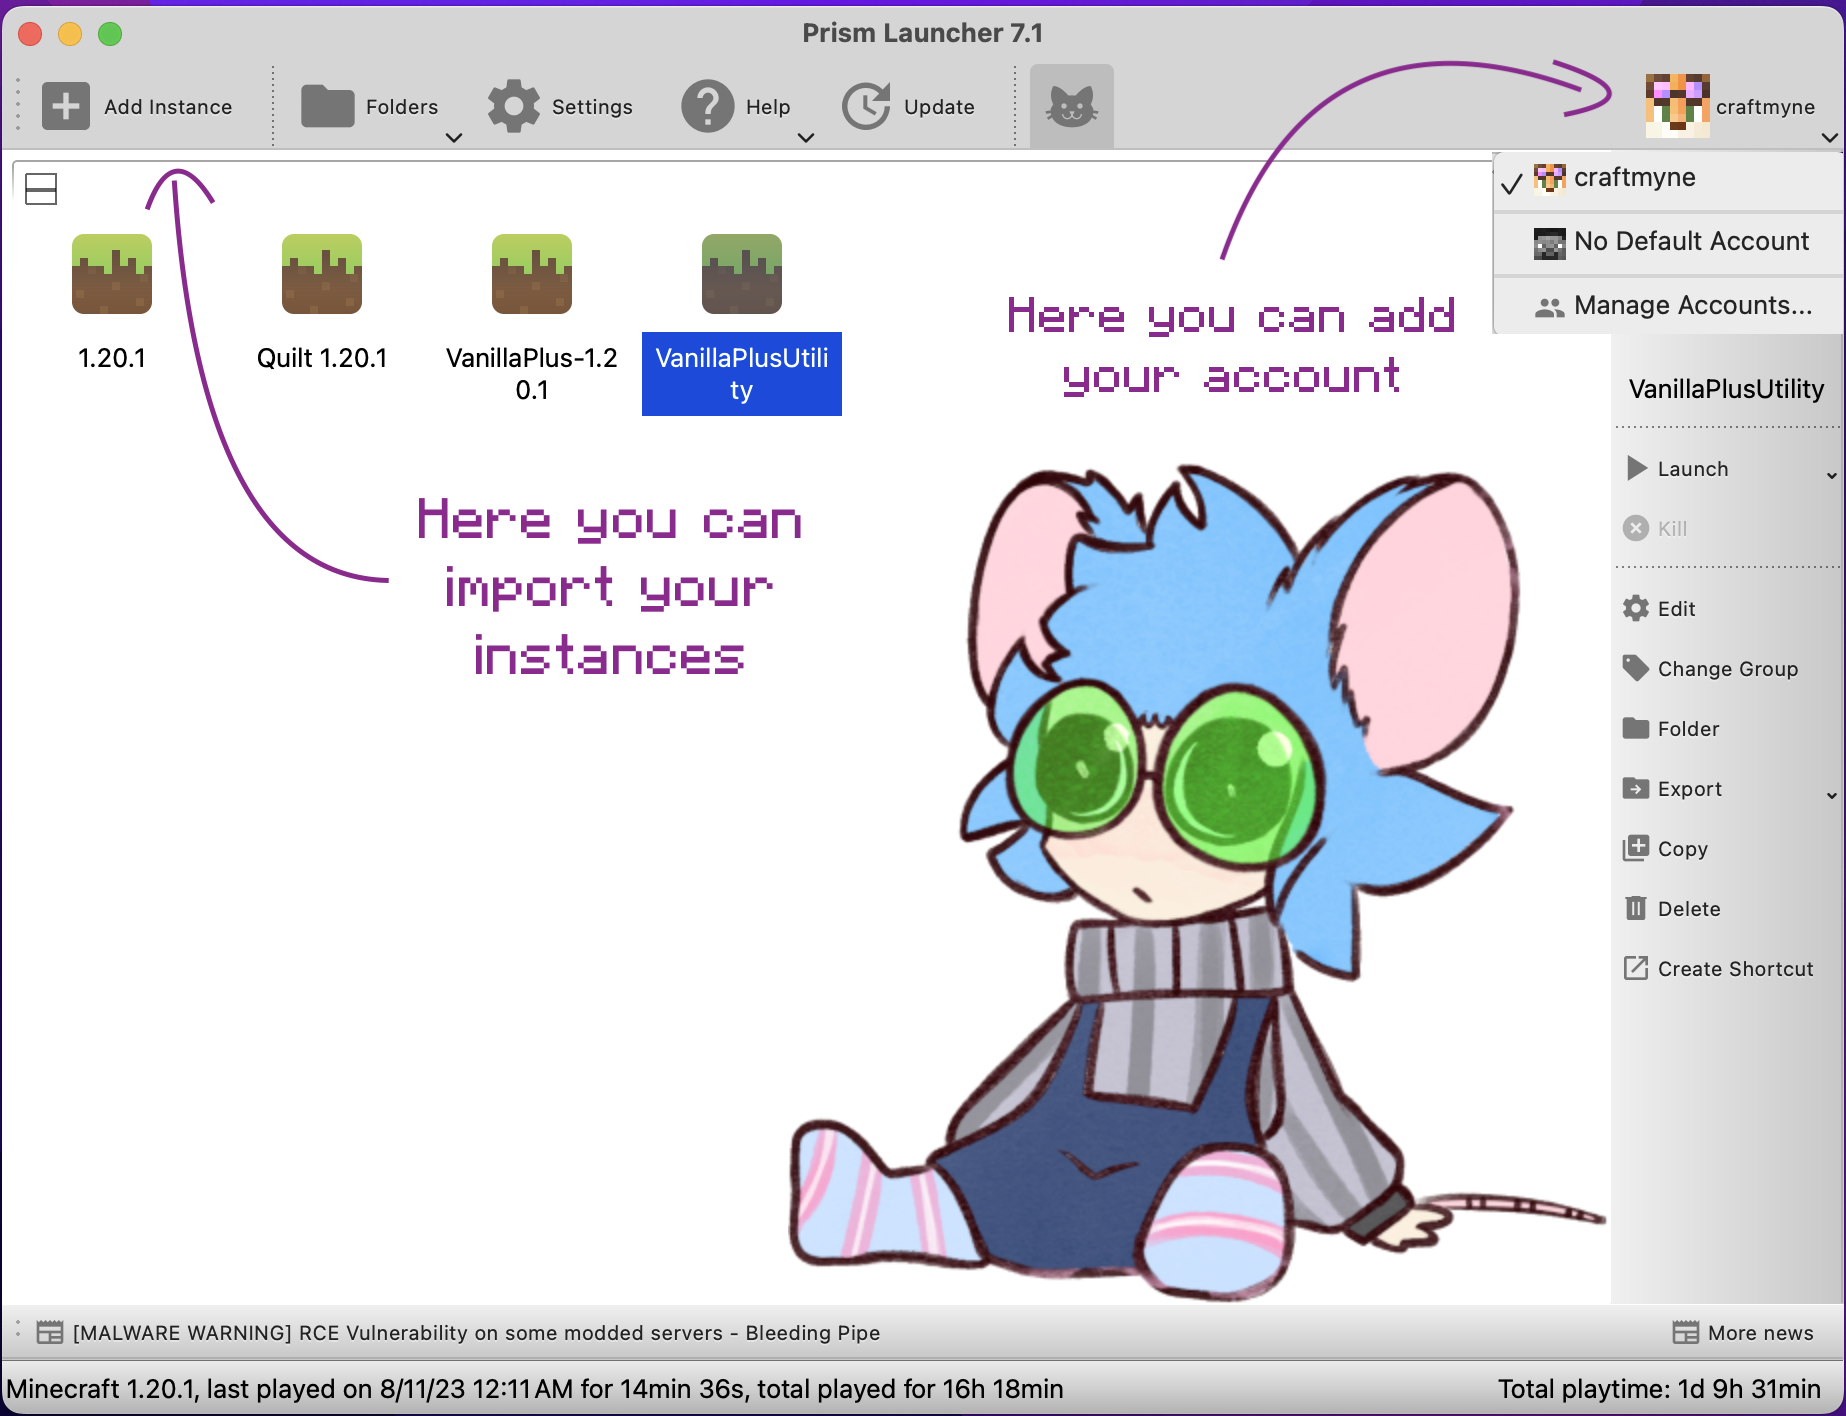 Prism Launcher 7.1
Add Instance
Folders
Settings
Help
Update
craftmyne
craftmyne
No Default Account
Manage Accounts...
1.20.1
Quilt 1.20.1
VanillaPlus-1.2
0.1
VanillaPlusUtili
ty
Here you can add
your account
Here you can
import your
instances
VanillaPlusUtility
Launch
Kill
Edit
Change Group
Folder
Export
Copy
Delete
Create Shortcut
[MALWARE WARNING] RCE Vulnerability on some modded servers - Bleeding Pipe
More news
Minecraft 1.20.1, last played on 8/11/23 12:11 AM for 14min 36s, total played for 16h 18min
Total playtime: 1d 9h 31min